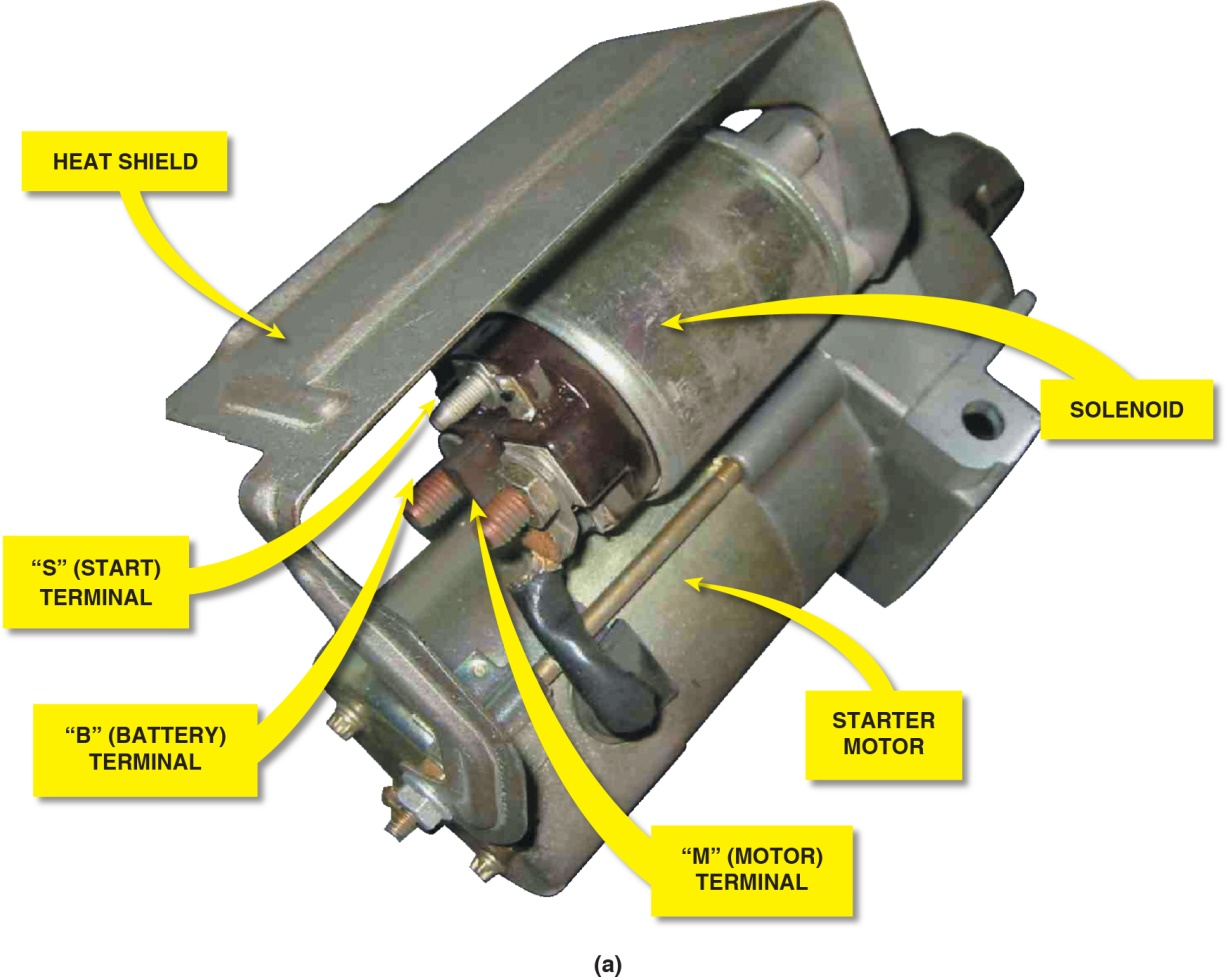 HEAT SHIELD
SOLENOID
“S” (START)
TERMINAL
“B” (BATTERY)
TERMINAL
STARTER
MOTOR
“M” (MOTOR)
TERMINAL
(a)